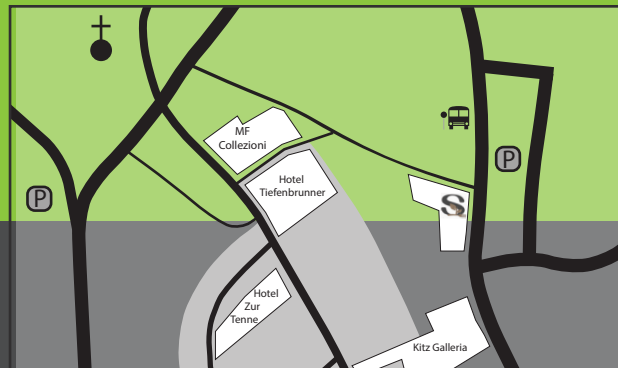 MF
Collezioni
P
Hotel
Tiefenbrunner
P
S
Hotel
Zur
Tenne
Kitz Galleria